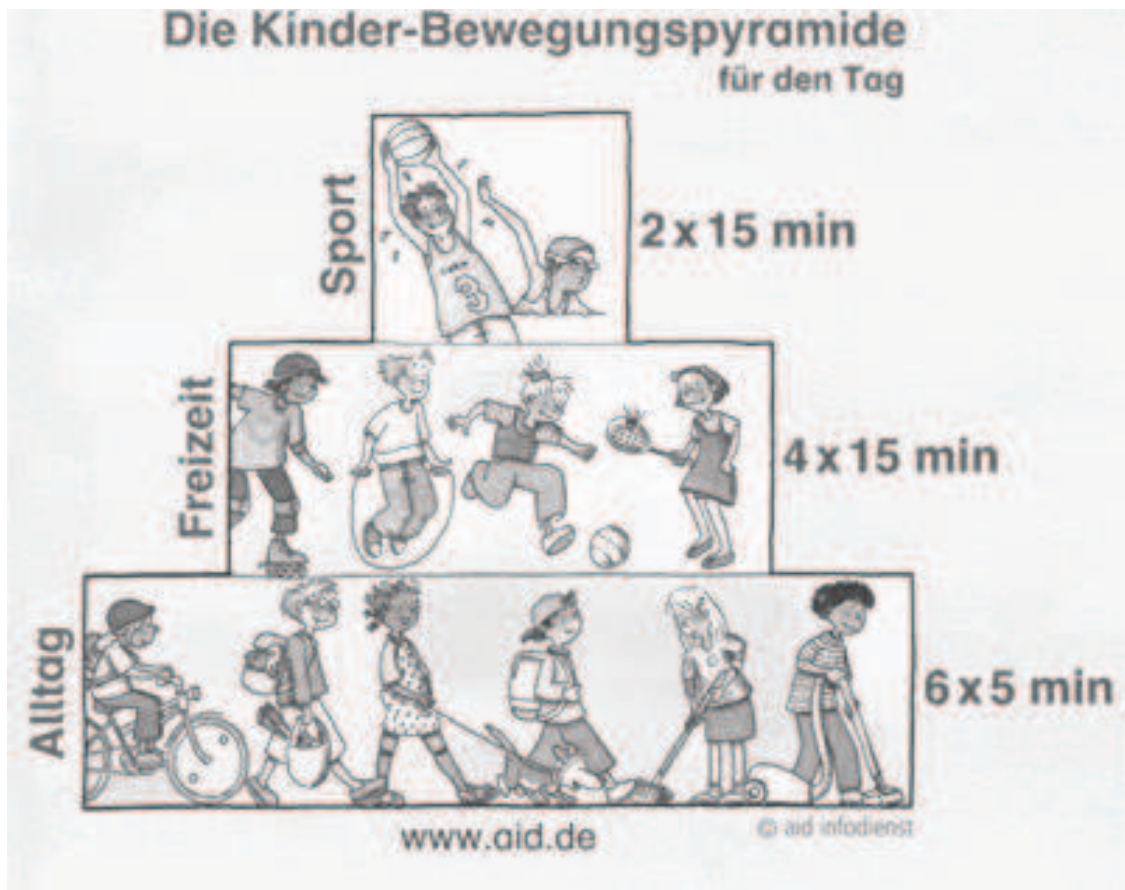 Die Kinder-Bewegungspyramide
für den Tag
Sport
2 x 15 min
3
Freizeit
4 x 15 min
Alltag
6 x 5 min
www.aid.de
© aid infodienst